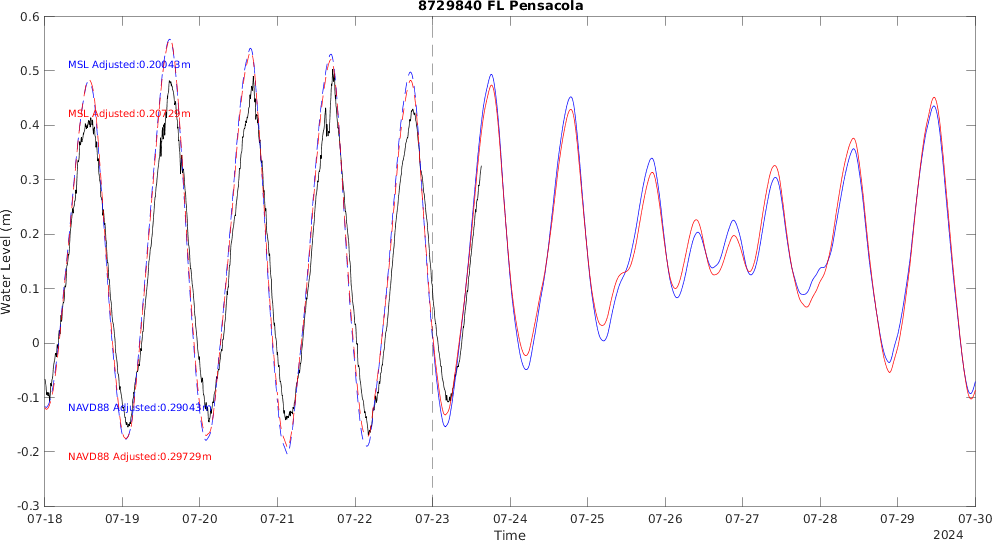 8729840 FL Pensacola
0.6
0.5
0.4
0.3
0.2
0.1
0
-0.1
-0.2
-0.3
Water Level (m)
MSL Adjusted:0.20043m
MSL Adjusted:0.20729m
NAVD88 Adjusted:0.29043m
NAVD88 Adjusted:0.29729m
07-18 07-19 07-20 07-21 07-22 07-23 07-24 07-25 07-26 07-27 07-28 07-29 07-30
Time
2024